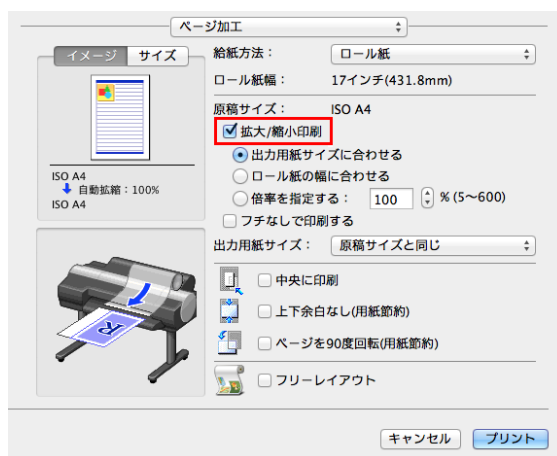 ページ加工
イメージ サイズ
給紙方法： ロール紙
ロール紙幅： 17インチ(431.8mm)
原稿サイズ： ISO A4
拡大/縮小印刷
出力用紙サイズに合わせる
ロール紙の幅に合わせる
倍率を指定する： 100 % (5〜600)
フチなしで印刷する
ISO A4
自動拡縮：100%
ISO A4
出力用紙サイズ： 原稿サイズと同じ
中央に印刷
上下余白なし(用紙節約)
ページを90度回転(用紙節約)
フリーレイアウト
R
キャンセル プリント